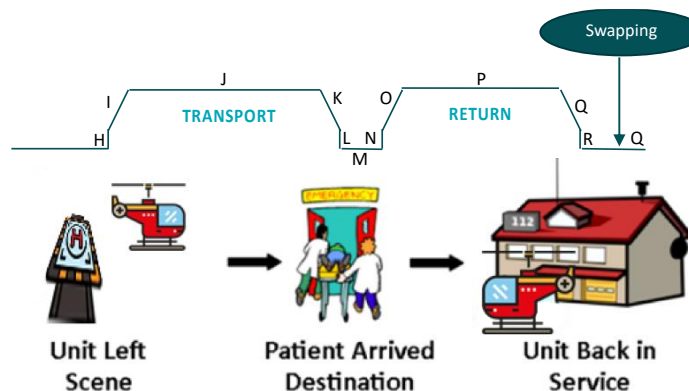 Swapping
J
P
I
K
O
Q
TRANSPORT
RETURN
H
L
N
R
Q
M
EMERGENCY
112
H
Unit Left
Scene
Patient Arrived
Destination
Unit Back in
Service